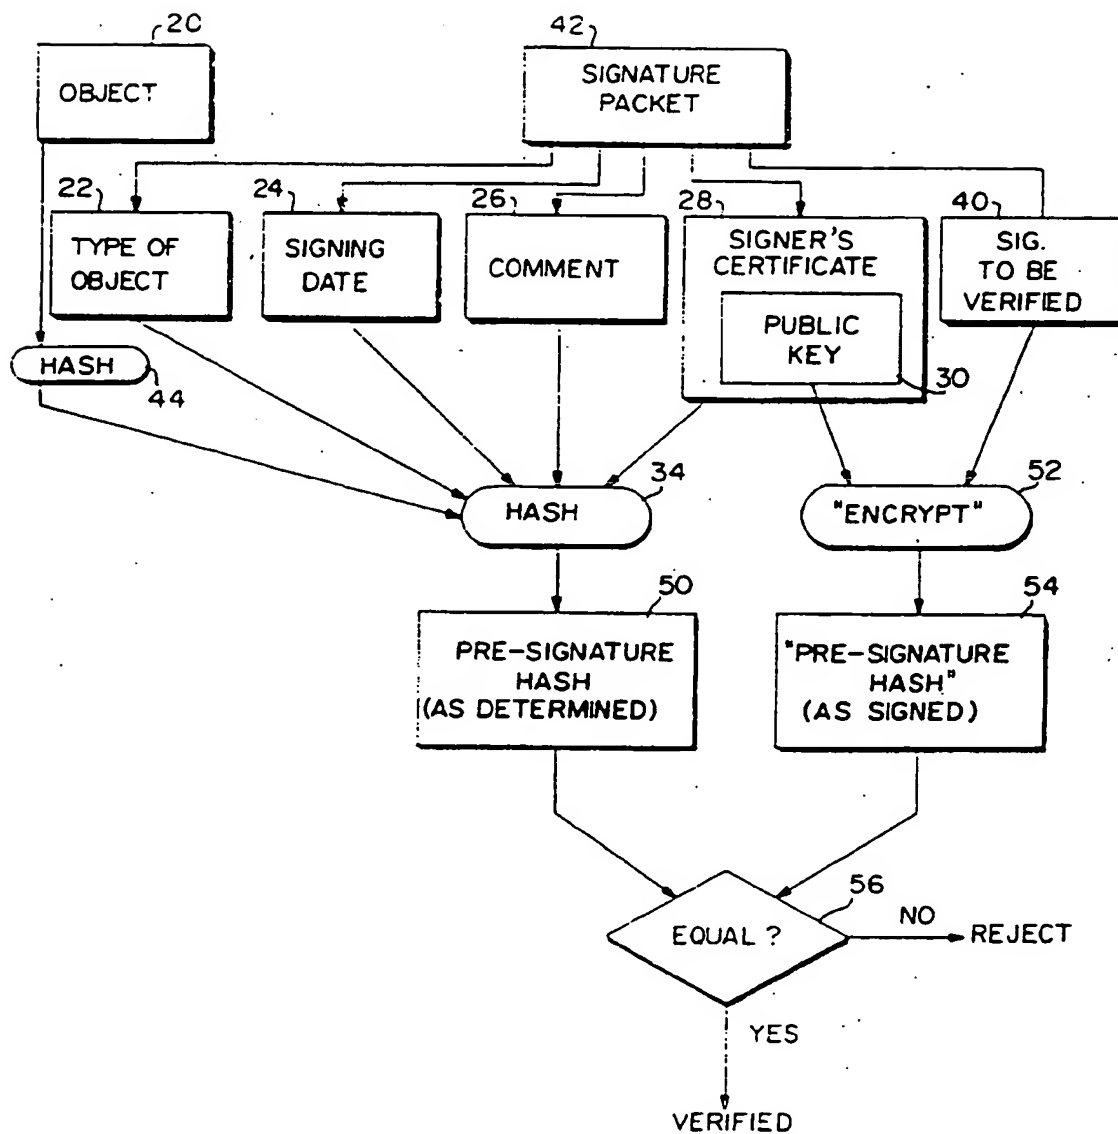 20
OBJECT
42
SIGNATURE
PACKET
22
TYPE OF
OBJECT
24
SIGNING
DATE
26
COMMENT
28
SIGNER'S
CERTIFICATE
PUBLIC
KEY
30
40
SIG.
TO BE
VERIFIED
HASH
44
HASH
34
"ENCRYPT"
52
50
PRE-SIGNATURE
HASH
(AS DETERMINED)
54
"PRE-SIGNATURE
HASH"
(AS SIGNED)
EQUAL ?
56
NO
REJECT
YES
VERIFIED